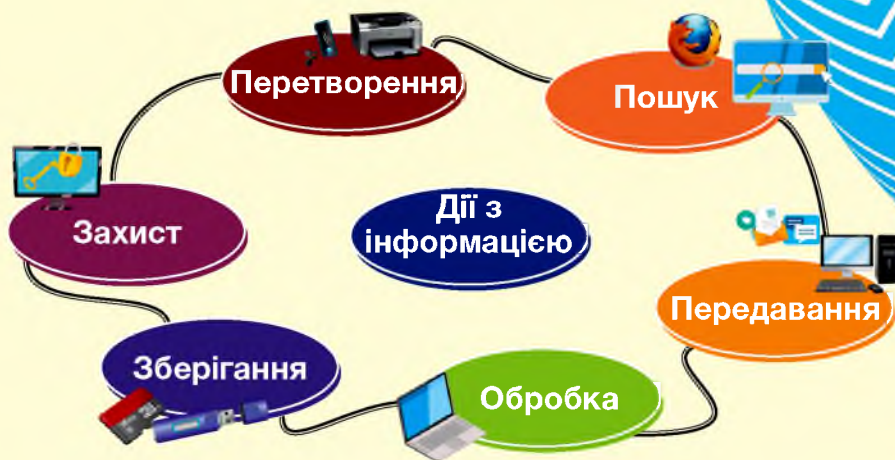 Перетворення
Пошук
Захист
Дії з
інформацією
Передавання
Зберігання
Обробка